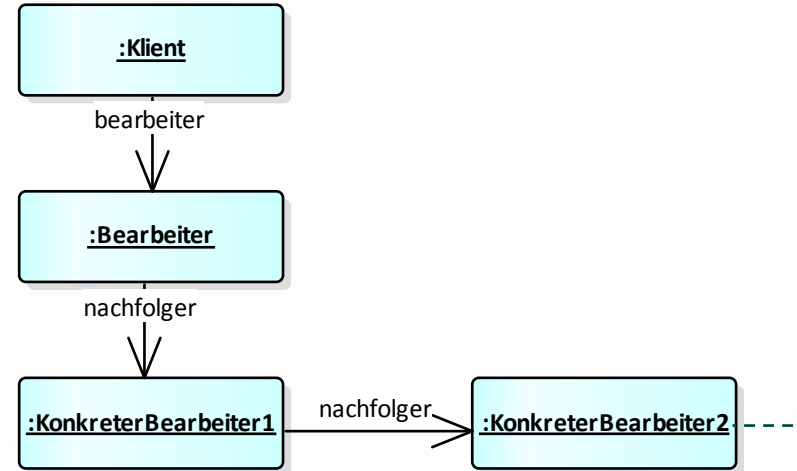 :Klient
bearbeiter
:Bearbeiter
nachfolger
:KonkreterBearbeiter1
nachfolger
:KonkreterBearbeiter2